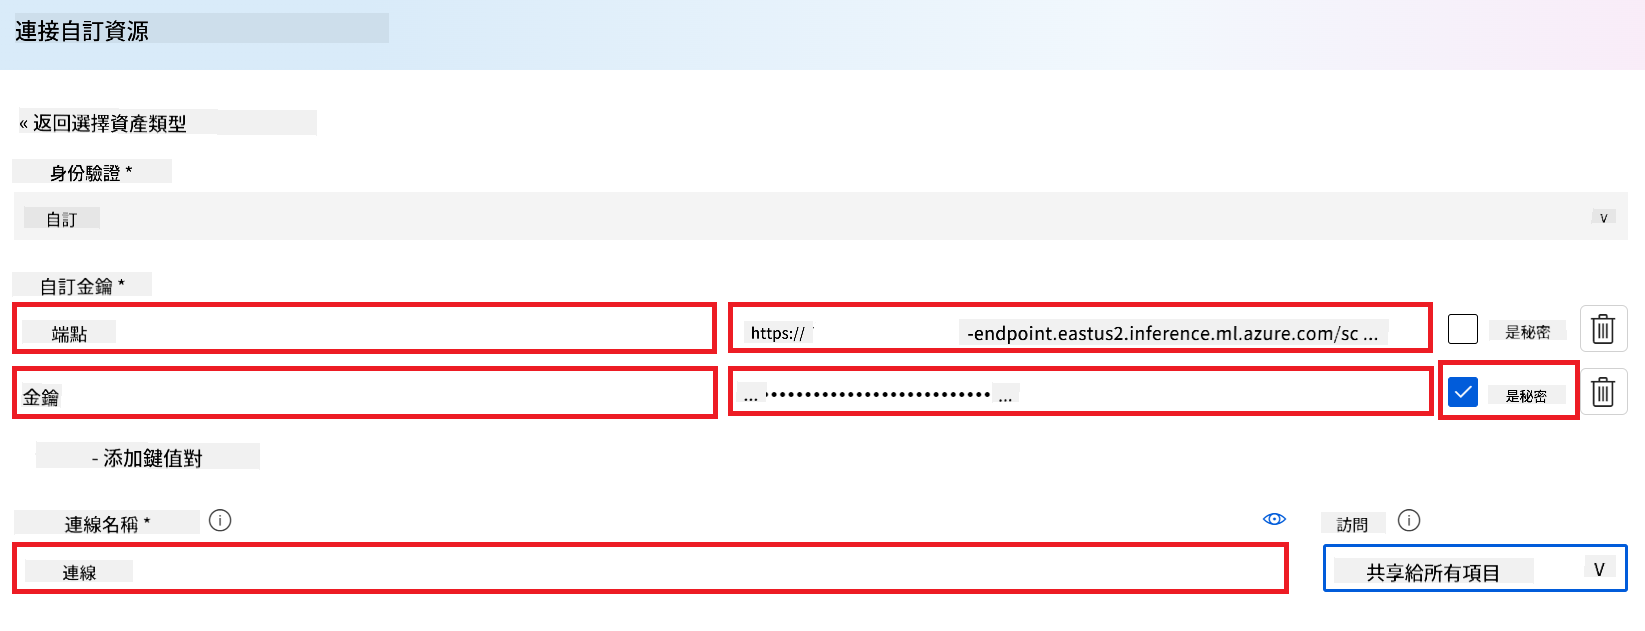 連接自訂資源
« 返回選擇資產類型
身份驗證 *
自訂
自訂金鑰 *
端點 https:// -endpoint.eastus2.inference.ml.azure.com/sc ... 是秘密
金鑰 ... •••••••••••••••••••••••••••• ... 是秘密
- 添加鍵值對
連線名稱 * 訪問
連線 共享給所有項目